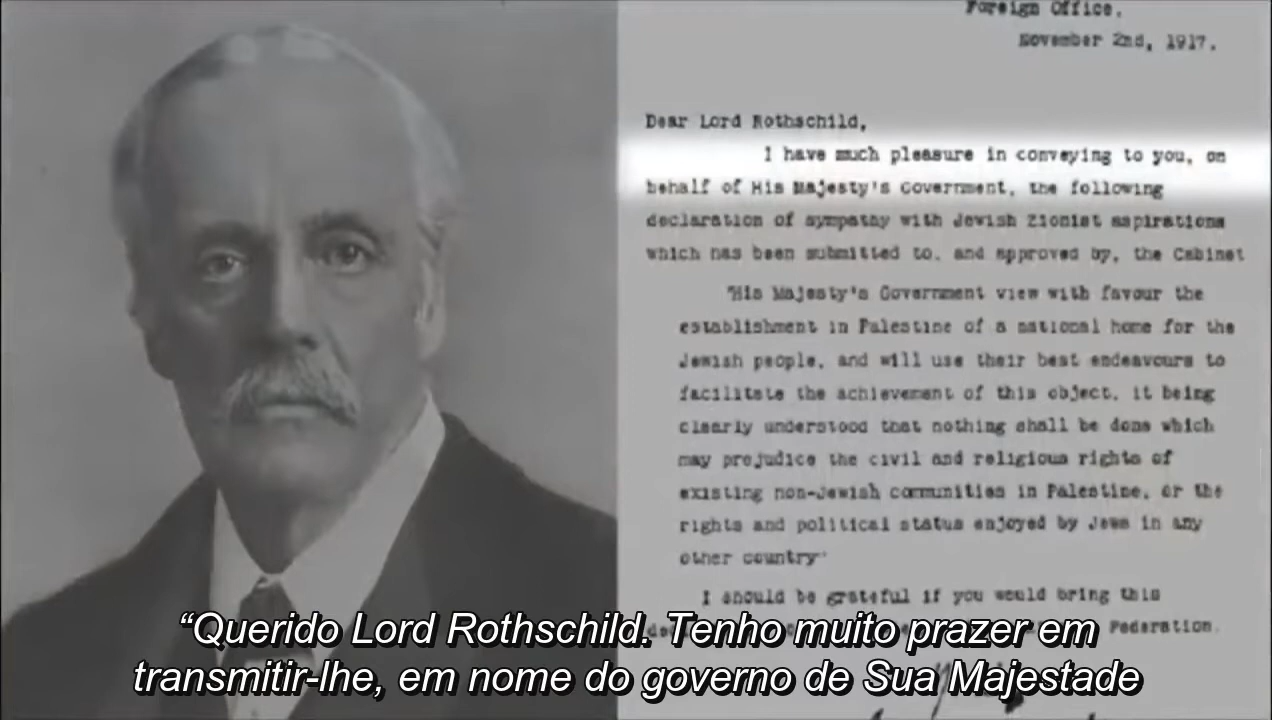 Foreign Office,
November 2nd, 1917.
Dear Lord Rothschild,
I have much pleasure in conveying to you, on
behalf of His Majesty's Government, the following
declaration of sympathy with Jewish Zionist aspirations
which has been submitted to, and approved by, the Cabinet
"His Majesty's Government view with favour the
establishment in Palestine of a national home for the
Jewish people, and will use their best endeavours to
facilitate the achievement of this object, it being
clearly understood that nothing shall be done which
may prejudice the civil and religious rights of
existing non-Jewish communities in Palestine, or the
rights and political status enjoyed by Jews in any
other country"
I should be grateful if you would bring this
Federation.
“Querido Lord Rothschild. Tenho muito prazer em
transmitir-lhe, em nome do governo de Sua Majestade